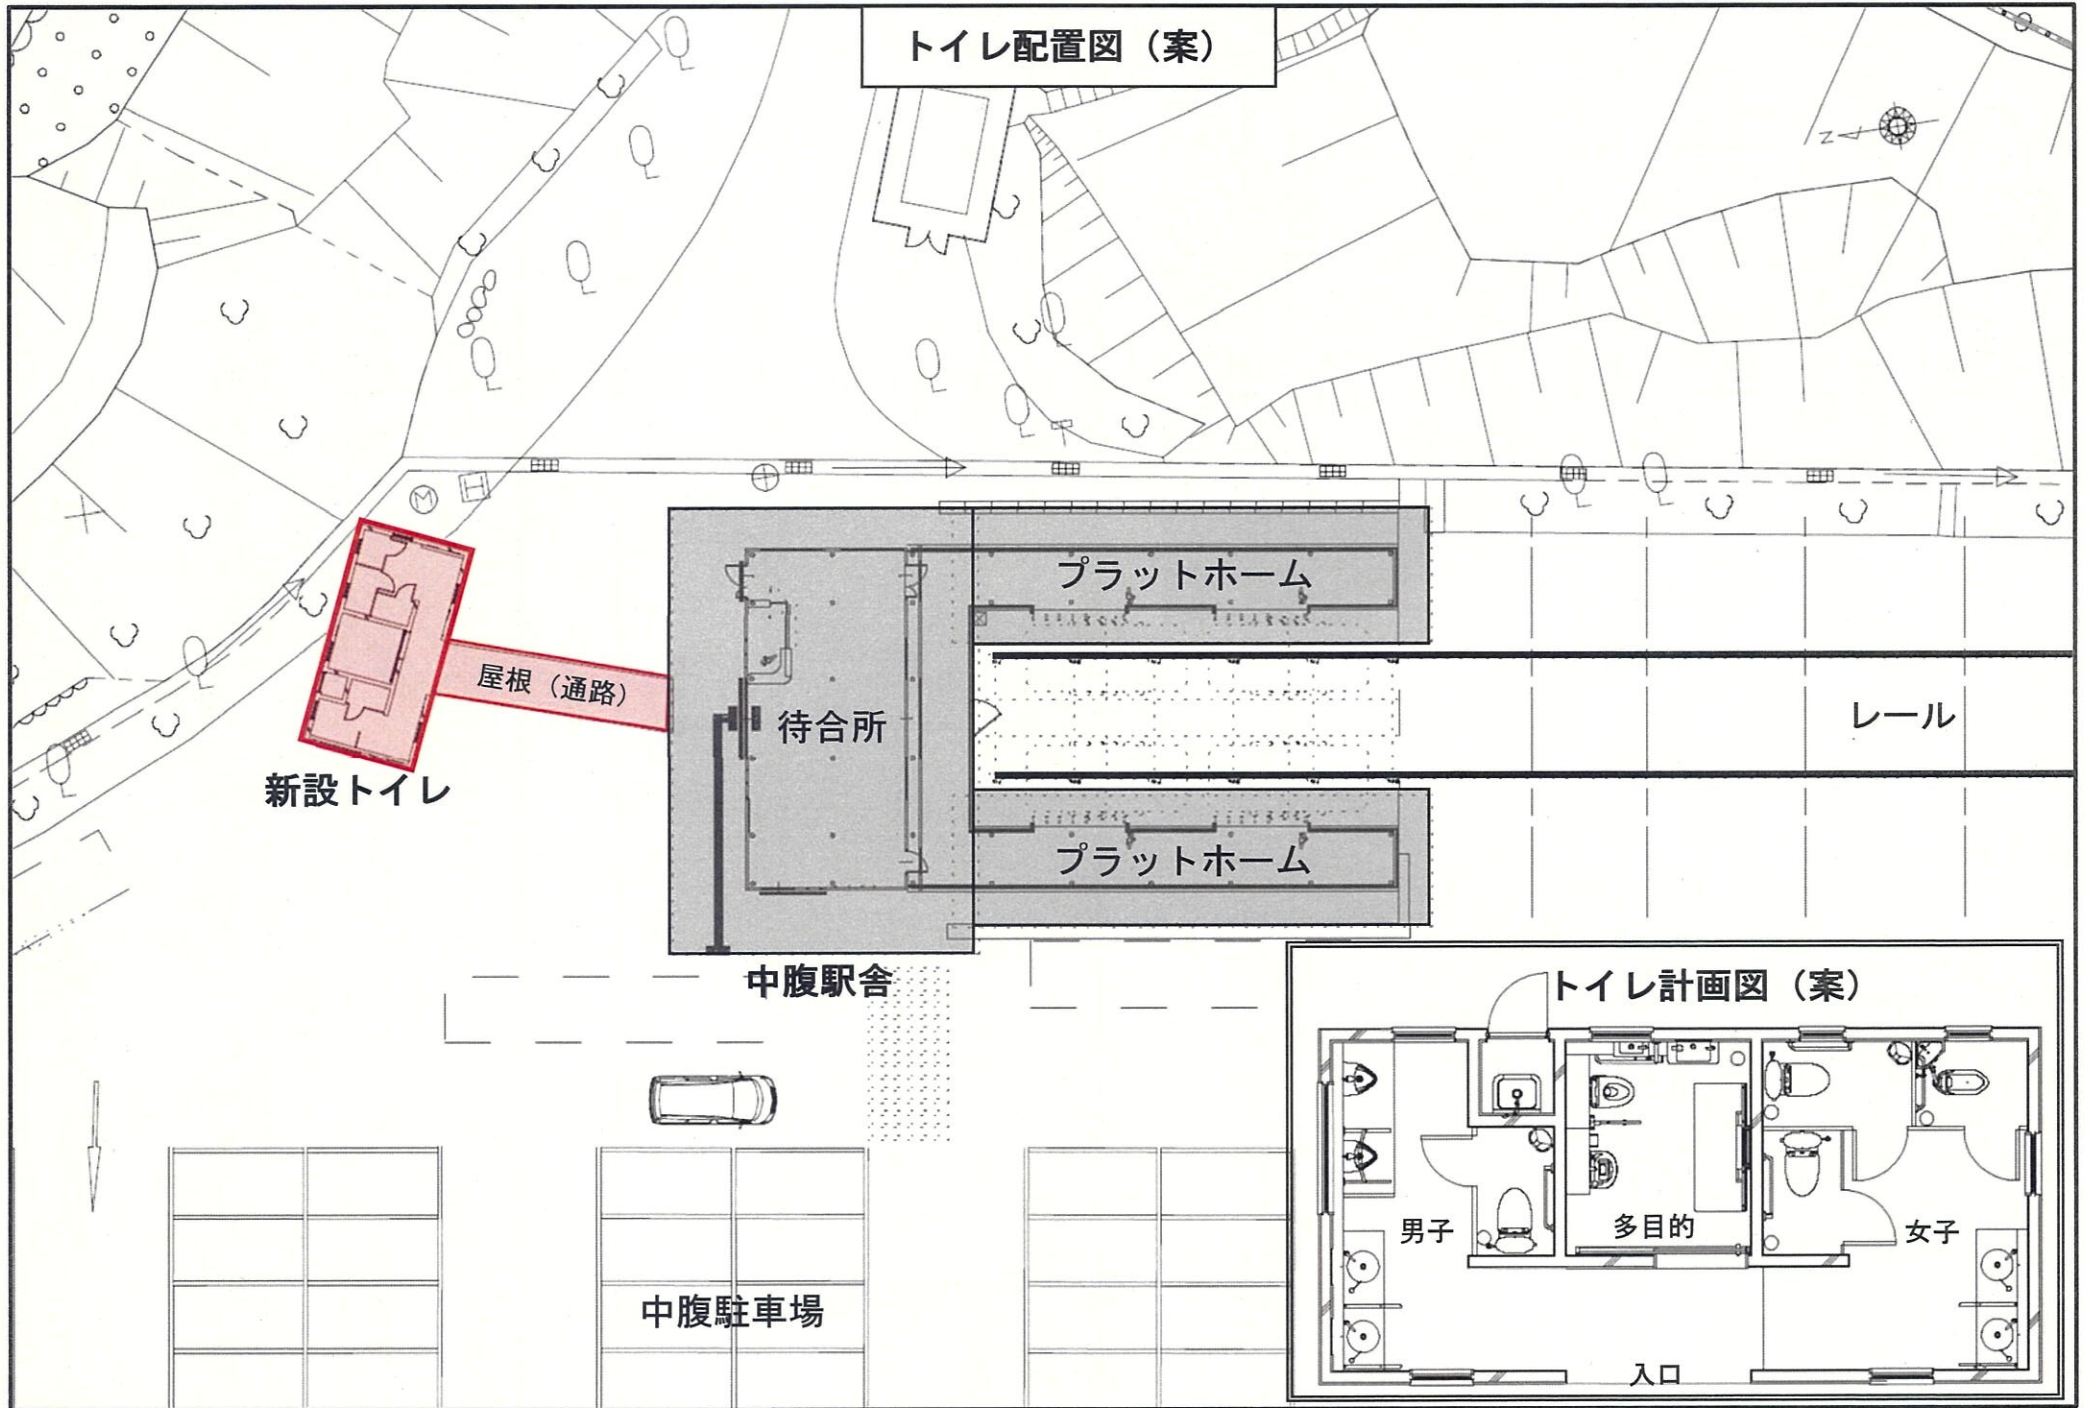 トイレ配置図（案）
N
M
H
プラットホーム
屋根（通路）
待合所
レール
新設トイレ
プラットホーム
中腹駅舎
トイレ計画図（案）
男子
多目的
女子
中腹駐車場
入口